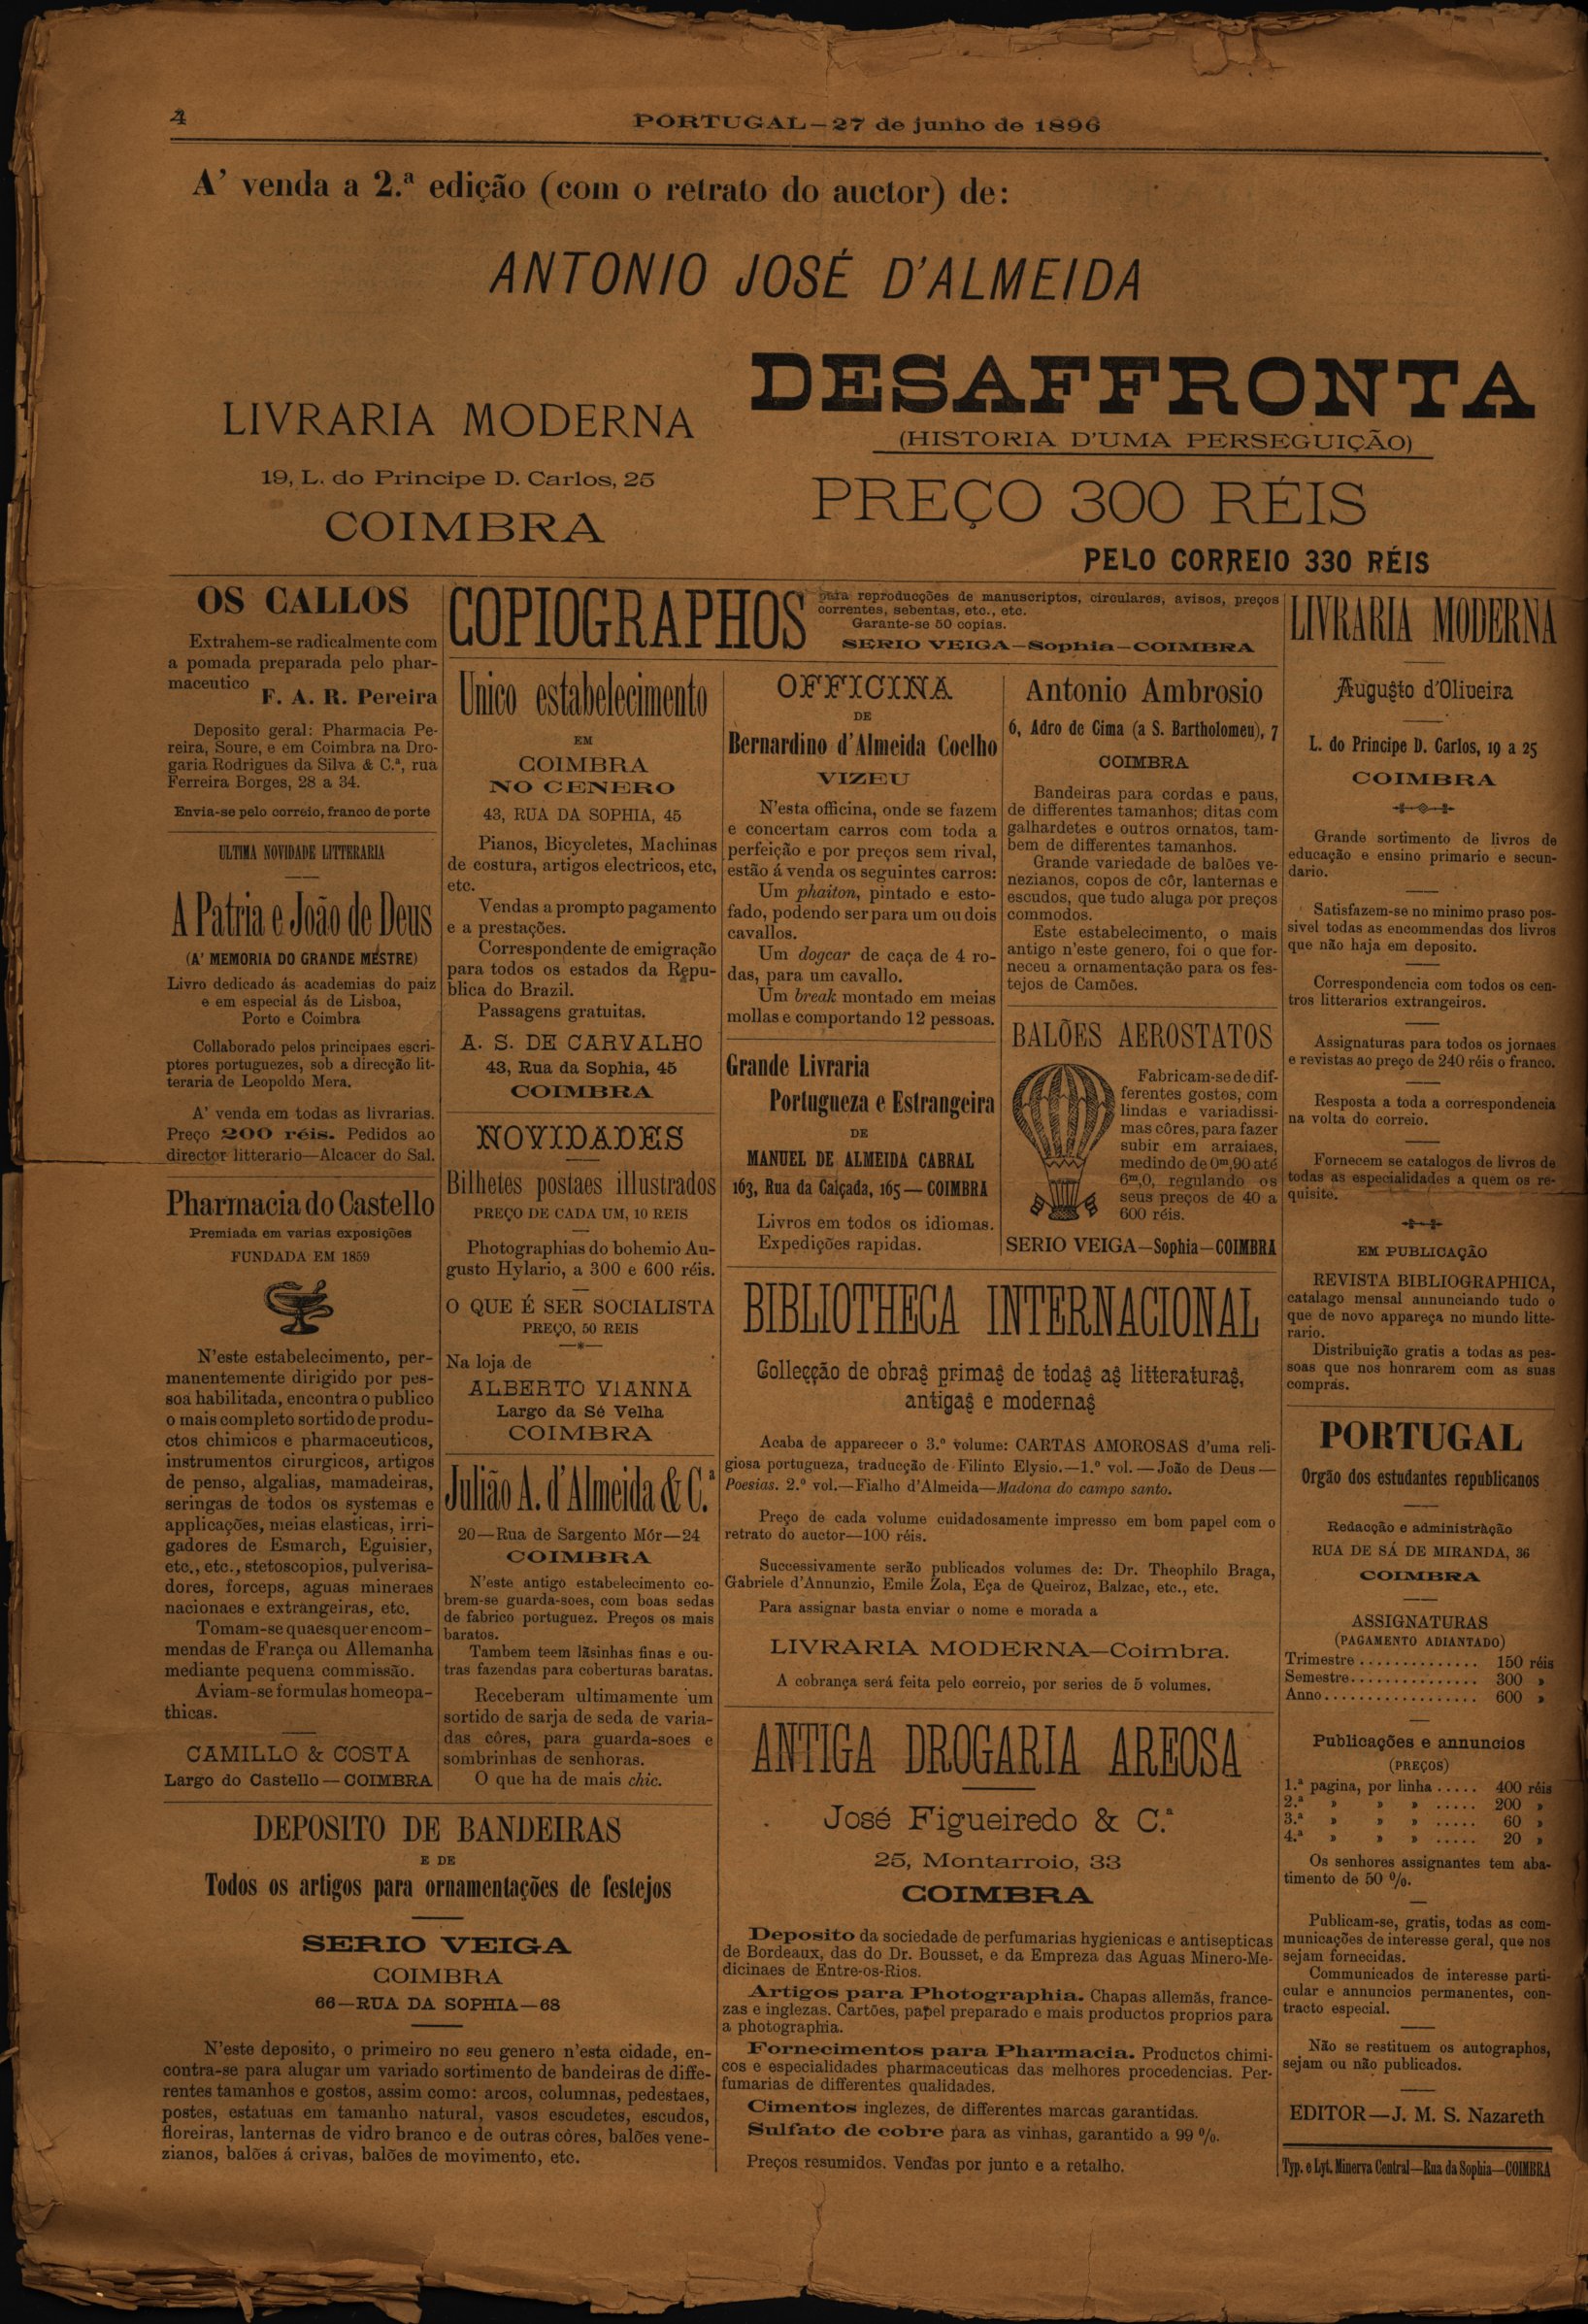 4
PORTUGAL—27 de junho de 1896
A' venda a 2.ª edição (com o retrato do auctor) de:
ANTONIO JOSÉ D'ALMEIDA
DESAFFRONTA
(HISTORIA D'UMA PERSEGUIÇÃO)
PREÇO 300 RÉIS
PELO CORREIO 330 RÉIS
LIVRARIA MODERNA
19, L. do Principe D. Carlos, 25
COIMBRA
OS CALLOS
Extrahem-se radicalmente com
a pomada preparada pelo phar-
maceutico
F. A. R. Pereira
Deposito geral: Pharmacia Pe-
reira, Soure, e em Coimbra na Dro-
garia Rodrigues da Silva & C.ª, rua
Ferreira Borges, 28 a 34.
Envia-se pelo correio, franco de porte
ULTIMA NOVIDADE LITTERARIA
A Patria e João de Deus
(A' MEMORIA DO GRANDE MÉSTRE)
Livro dedicado ás academias do paiz
e em especial ás de Lisboa,
Porto e Coimbra
Collaborado pelos principaes escri-
ptores portuguezes, sob a direcção lit-
teraria de Leopoldo Mera.
A' venda em todas as livrarias.
Preço 200 réis. Pedidos ao
director litterario—Alcacer do Sal.
Pharmacia do Castello
Premiada em varias exposições
FUNDADA EM 1859
N'este estabelecimento, per-
manentemente dirigido por pes-
soa habilitada, encontra o publico
o mais completo sortido de produ-
ctos chimicos e pharmaceuticos,
instrumentos cirurgicos, artigos
de penso, algalias, mamadeiras,
seringas de todos os systemas e
applicações, meias elasticas, irri-
gadores de Esmarch, Eguisier,
etc., etc., stetoscopios, pulverisa-
dores, forceps, aguas mineraes
nacionaes e extrangeiras, etc.
Tomam-se quaesquer encom-
mendas de França ou Allemanha
mediante pequena commissão.
Aviam-se formulas homeopa-
thicas.
CAMILLO & COSTA
Largo do Castello—COIMBRA
COPIOGRAPHOS
para reproducções de manuscriptos, circulares, avisos, preços
correntes, sebentas, etc., etc.
Garante-se 50 copias.
SERIO VEIGA—Sophia—COIMBRA
Unico estabelecimento
EM
COIMBRA
NO CENERO
43, RUA DA SOPHIA, 45
Pianos, Bicycletes, Machinas
de costura, artigos electricos, etc,
etc.
Vendas a prompto pagamento
e a prestações.
Correspondente de emigração
para todos os estados da Repu-
blica do Brazil.
Passagens gratuitas.
A. S. DE CARVALHO
43, Rua da Sophia, 45
COIMBRA
NOVIDADES
Bilhetes postaes illustrados
PREÇO DE CADA UM, 10 REIS
Photographias do bohemio Au-
gusto Hylario, a 300 e 600 réis.
O QUE É SER SOCIALISTA
PREÇO, 50 REIS
Na loja de
ALBERTO VIANNA
Largo da Sé Velha
COIMBRA
Julião A. d'Almeida & C.ª
20—Rua de Sargento Mór—24
COIMBRA
N'este antigo estabelecimento co-
brem-se guarda-soes, com boas sedas
de fabrico portuguez. Preços os mais
baratos.
Tambem teem lãsinhas finas e ou-
tras fazendas para coberturas baratas.
Receberam ultimamente um
sortido de sarja de seda de varia-
das côres, para guarda-soes e
sombrinhas de senhoras.
O que ha de mais chic.
DEPOSITO DE BANDEIRAS
E DE
Todos os artigos para ornamentações de festejos
SERIO VEIGA
COIMBRA
66—RUA DA SOPHIA—68
N'este deposito, o primeiro no seu genero n'esta cidade, en-
contra-se para alugar um variado sortimento de bandeiras de diffe-
rentes tamanhos e gostos, assim como: arcos, columnas, pedestaes,
postes, estatuas em tamanho natural, vasos escudetes, escudos,
floreiras, lanternas de vidro branco e de outras côres, balões vene-
zianos, balões á crivas, balões de movimento, etc.
OFFICINA
DE
Bernardino d'Almeida Coelho
VIZEU
N'esta officina, onde se fazem
e concertam carros com toda a
perfeição e por preços sem rival,
estão á venda os seguintes carros:
Um phaiton, pintado e esto-
fado, podendo ser para um ou dois
cavallos.
Um dogcar de caça de 4 ro-
das, para um cavallo.
Um break montado em meias
mollas e comportando 12 pessoas.
Grande Livraria
Portugueza e Estrangeira
DE
MANUEL DE ALMEIDA CABRAL
163, Rua da Calçada, 165—COIMBRA
Livros em todos os idiomas.
Expedições rapidas.
Antonio Ambrosio
6, Adro de Cima (a S. Bartholomeu), 7
COIMBRA
Bandeiras para cordas e paus,
de differentes tamanhos; ditas com
galhardetes e outros ornatos, tam-
bem de differentes tamanhos.
Grande variedade de balões ve-
nezianos, copos de côr, lanternas e
escudos, que tudo aluga por preços
commodos.
Este estabelecimento, o mais
antigo n'este genero, foi o que for-
neceu a ornamentação para os fes-
tejos de Camões.
BALÕES AEROSTATOS
Fabricam-se de dif-
ferentes gostos, com
lindas e variadissi-
mas côres, para fazer
subir em arraiaes,
medindo de 0ᵐ,90 até
6ᵐ,0, regulando os
seus preços de 40 a
600 réis.
SERIO VEIGA—Sophia—COIMBRA
BIBLIOTHECA INTERNACIONAL
Collecção de obras primas de todas as litteraturas,
antigas e modernas
Acaba de apparecer o 3.º volume: CARTAS AMOROSAS d'uma reli-
giosa portugueza, traducção de Filinto Elysio.—1.º vol.—João de Deus—
Poesias. 2.º vol.—Fialho d'Almeida—Madona do campo santo.
Preço de cada volume cuidadosamente impresso em bom papel com o
retrato do auctor—100 réis.
Successivamente serão publicados volumes de: Dr. Theophilo Braga,
Gabriele d'Annunzio, Emile Zola, Eça de Queiroz, Balzac, etc., etc.
Para assignar basta enviar o nome e morada a
LIVRARIA MODERNA—Coimbra.
A cobrança será feita pelo correio, por series de 5 volumes.
ANTIGA DROGARIA AREOSA
José Figueiredo & C.ª
25, Montarroio, 33
COIMBRA
Deposito da sociedade de perfumarias hygienicas e antisepticas
de Bordeaux, das do Dr. Bousset, e da Empreza das Aguas Minero-Me-
dicinaes de Entre-os-Rios.
Artigos para Photographia. Chapas allemãs, france-
zas e inglezas. Cartões, papel preparado e mais productos proprios para
a photographia.
Fornecimentos para Pharmacia. Productos chimi-
cos e especialidades pharmaceuticas das melhores procedencias. Per-
fumarias de differentes qualidades.
Cimentos inglezes, de differentes marcas garantidas.
Sulfato de cobre para as vinhas, garantido a 99 %.
Preços resumidos. Vendas por junto e a retalho.
LIVRARIA MODERNA
Augusto d'Oliveira
L. do Principe D. Carlos, 19 a 25
COIMBRA
Grande sortimento de livros de
educação e ensino primario e secun-
dario.
Satisfazem-se no minimo praso pos-
sivel todas as encommendas dos livros
que não haja em deposito.
Correspondencia com todos os cen-
tros litterarios extrangeiros.
Assignaturas para todos os jornaes
e revistas ao preço de 240 réis o franco.
Resposta a toda a correspondencia
na volta do correio.
Fornecem se catalogos de livros de
todas as especialidades a quem os re-
quisite.
EM PUBLICAÇÃO
REVISTA BIBLIOGRAPHICA,
catalago mensal annunciando tudo o
que de novo appareça no mundo litte-
rario.
Distribuição gratis a todas as pes-
soas que nos honrarem com as suas
compras.
PORTUGAL
Orgão dos estudantes republicanos
Redacção e administràção
RUA DE SÁ DE MIRANDA, 36
COIMBRA
ASSIGNATURAS
(PAGAMENTO ADIANTADO)
Trimestre.............. 150 réis
Semestre............... 300 »
Anno.................. 600 »
Publicações e annuncios
(PREÇOS)
1.ª pagina, por linha..... 400 réis
2.ª » » » ..... 200 »
3.ª » » » ..... 60 »
4.ª » » » ..... 20 »
Os senhores assignantes tem aba-
timento de 50 %.
Publicam-se, gratis, todas as com-
municações de interesse geral, que nos
sejam fornecidas.
Communicados de interesse parti-
cular e annuncios permanentes, con-
tracto especial.
Não se restituem os autographos,
sejam ou não publicados.
EDITOR—J. M. S. Nazareth
Typ. e Lyt. Minerva Central—Rua da Sophia—COIMBRA